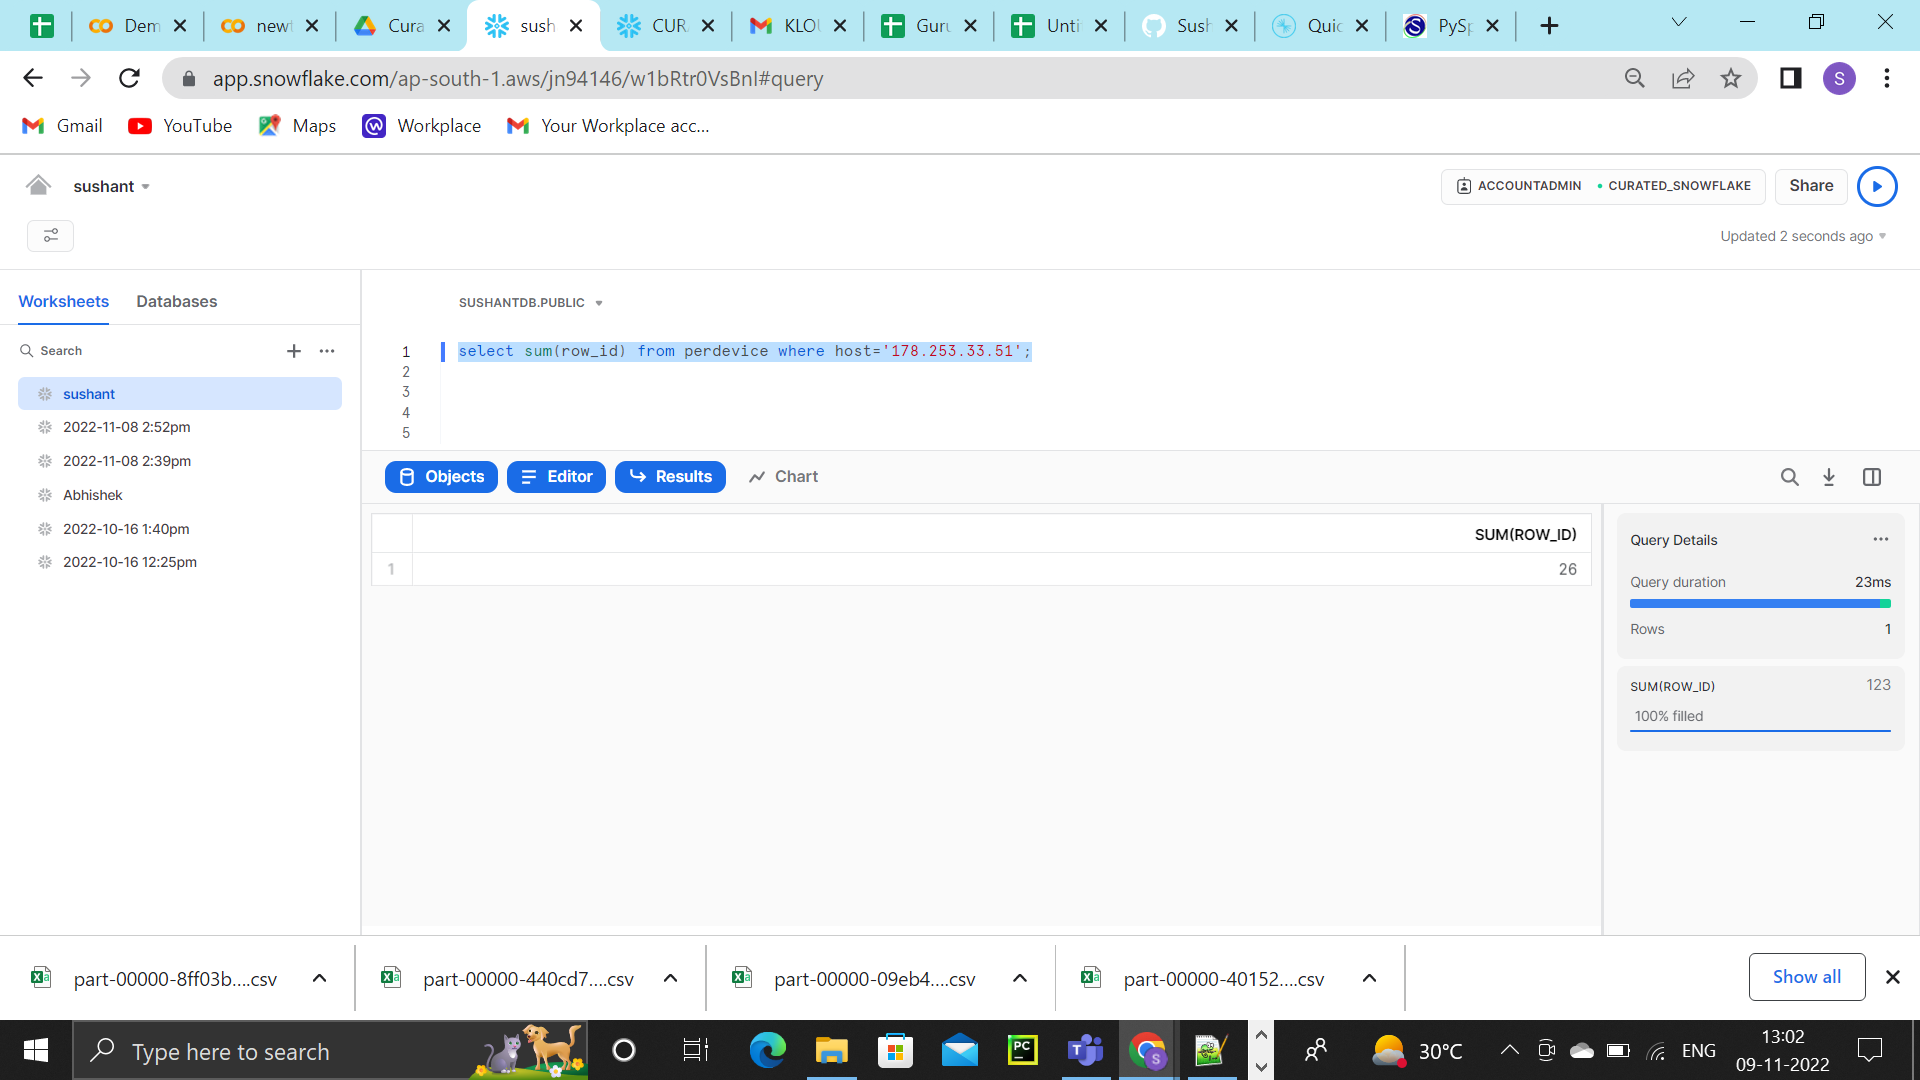 Dem
newt
Cura
sush
CUR
KLO
Guru
Unti
Sush
Quic
PySp
app.snowflake.com/ap-south-1.aws/jn94146/w1bRtr0VsBnI#query
S
Gmail
YouTube
Maps
Workplace
Your Workplace acc...
sushant
ACCOUNTADMIN
CURATED_SNOWFLAKE
Share
Updated 2 seconds ago
Worksheets
Databases
SUSHANTDB.PUBLIC
Search
sushant
2022-11-08 2:52pm
2022-11-08 2:39pm
Abhishek
2022-10-16 1:40pm
2022-10-16 12:25pm
1 select sum(row_id) from perdevice where host='178.253.33.51';
2
3
4
5
Objects
Editor
Results
Chart
SUM(ROW_ID)
1 26
Query Details
Query duration 23ms
Rows 1
SUM(ROW_ID) 123
100% filled
part-00000-8ff03b....csv
part-00000-440cd7....csv
part-00000-09eb4....csv
part-00000-40152....csv
Show all
Type here to search
PC
T
S
30°C
ENG
13:02
09-11-2022